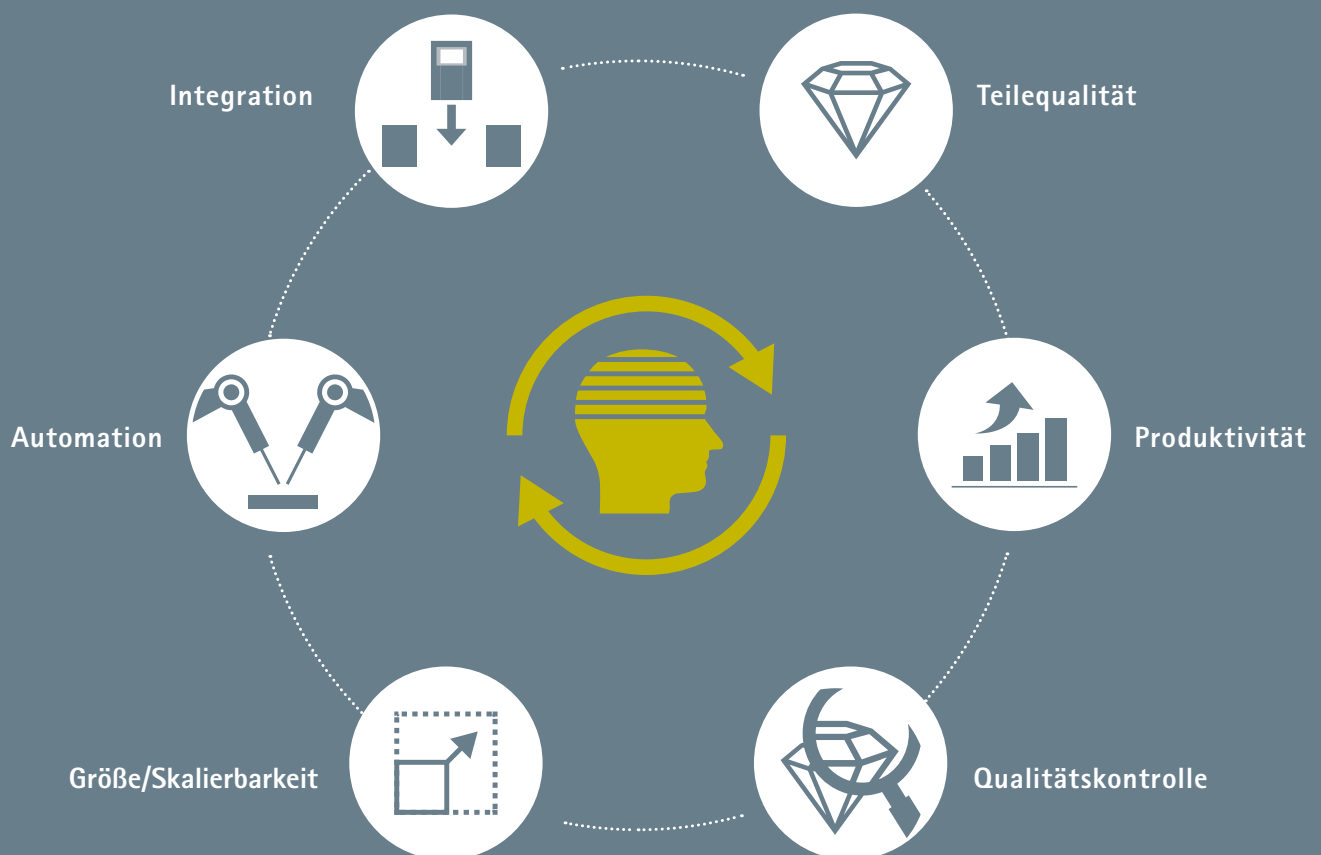 Integration
Teilequalität
Automation
Produktivität
Größe/Skalierbarkeit
Qualitätskontrolle